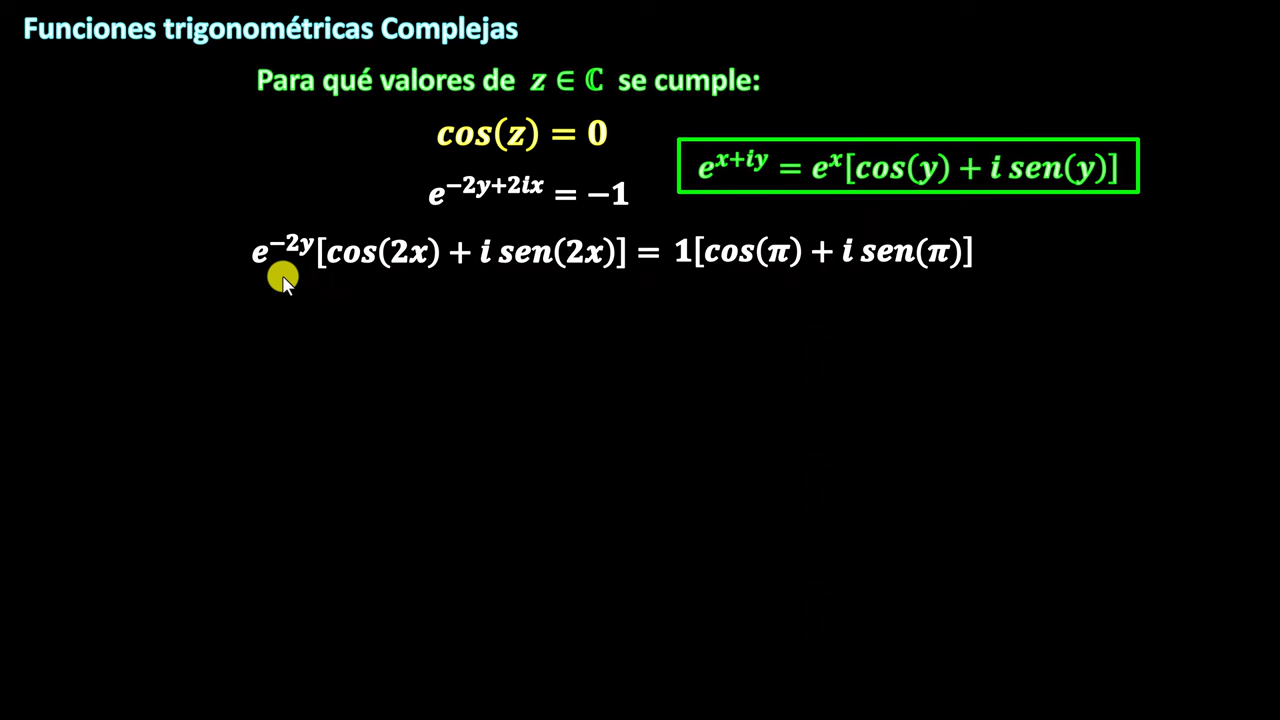 Funciones trigonométricas Complejas
Para qué valores de z ∈ ℂ se cumple:
cos(z) = 0
e^{x+iy} = e^x[cos(y) + i sen(y)]
e^{-2y+2ix} = -1
e^{-2y}[cos(2x) + i sen(2x)] = 1[cos(π) + i sen(π)]